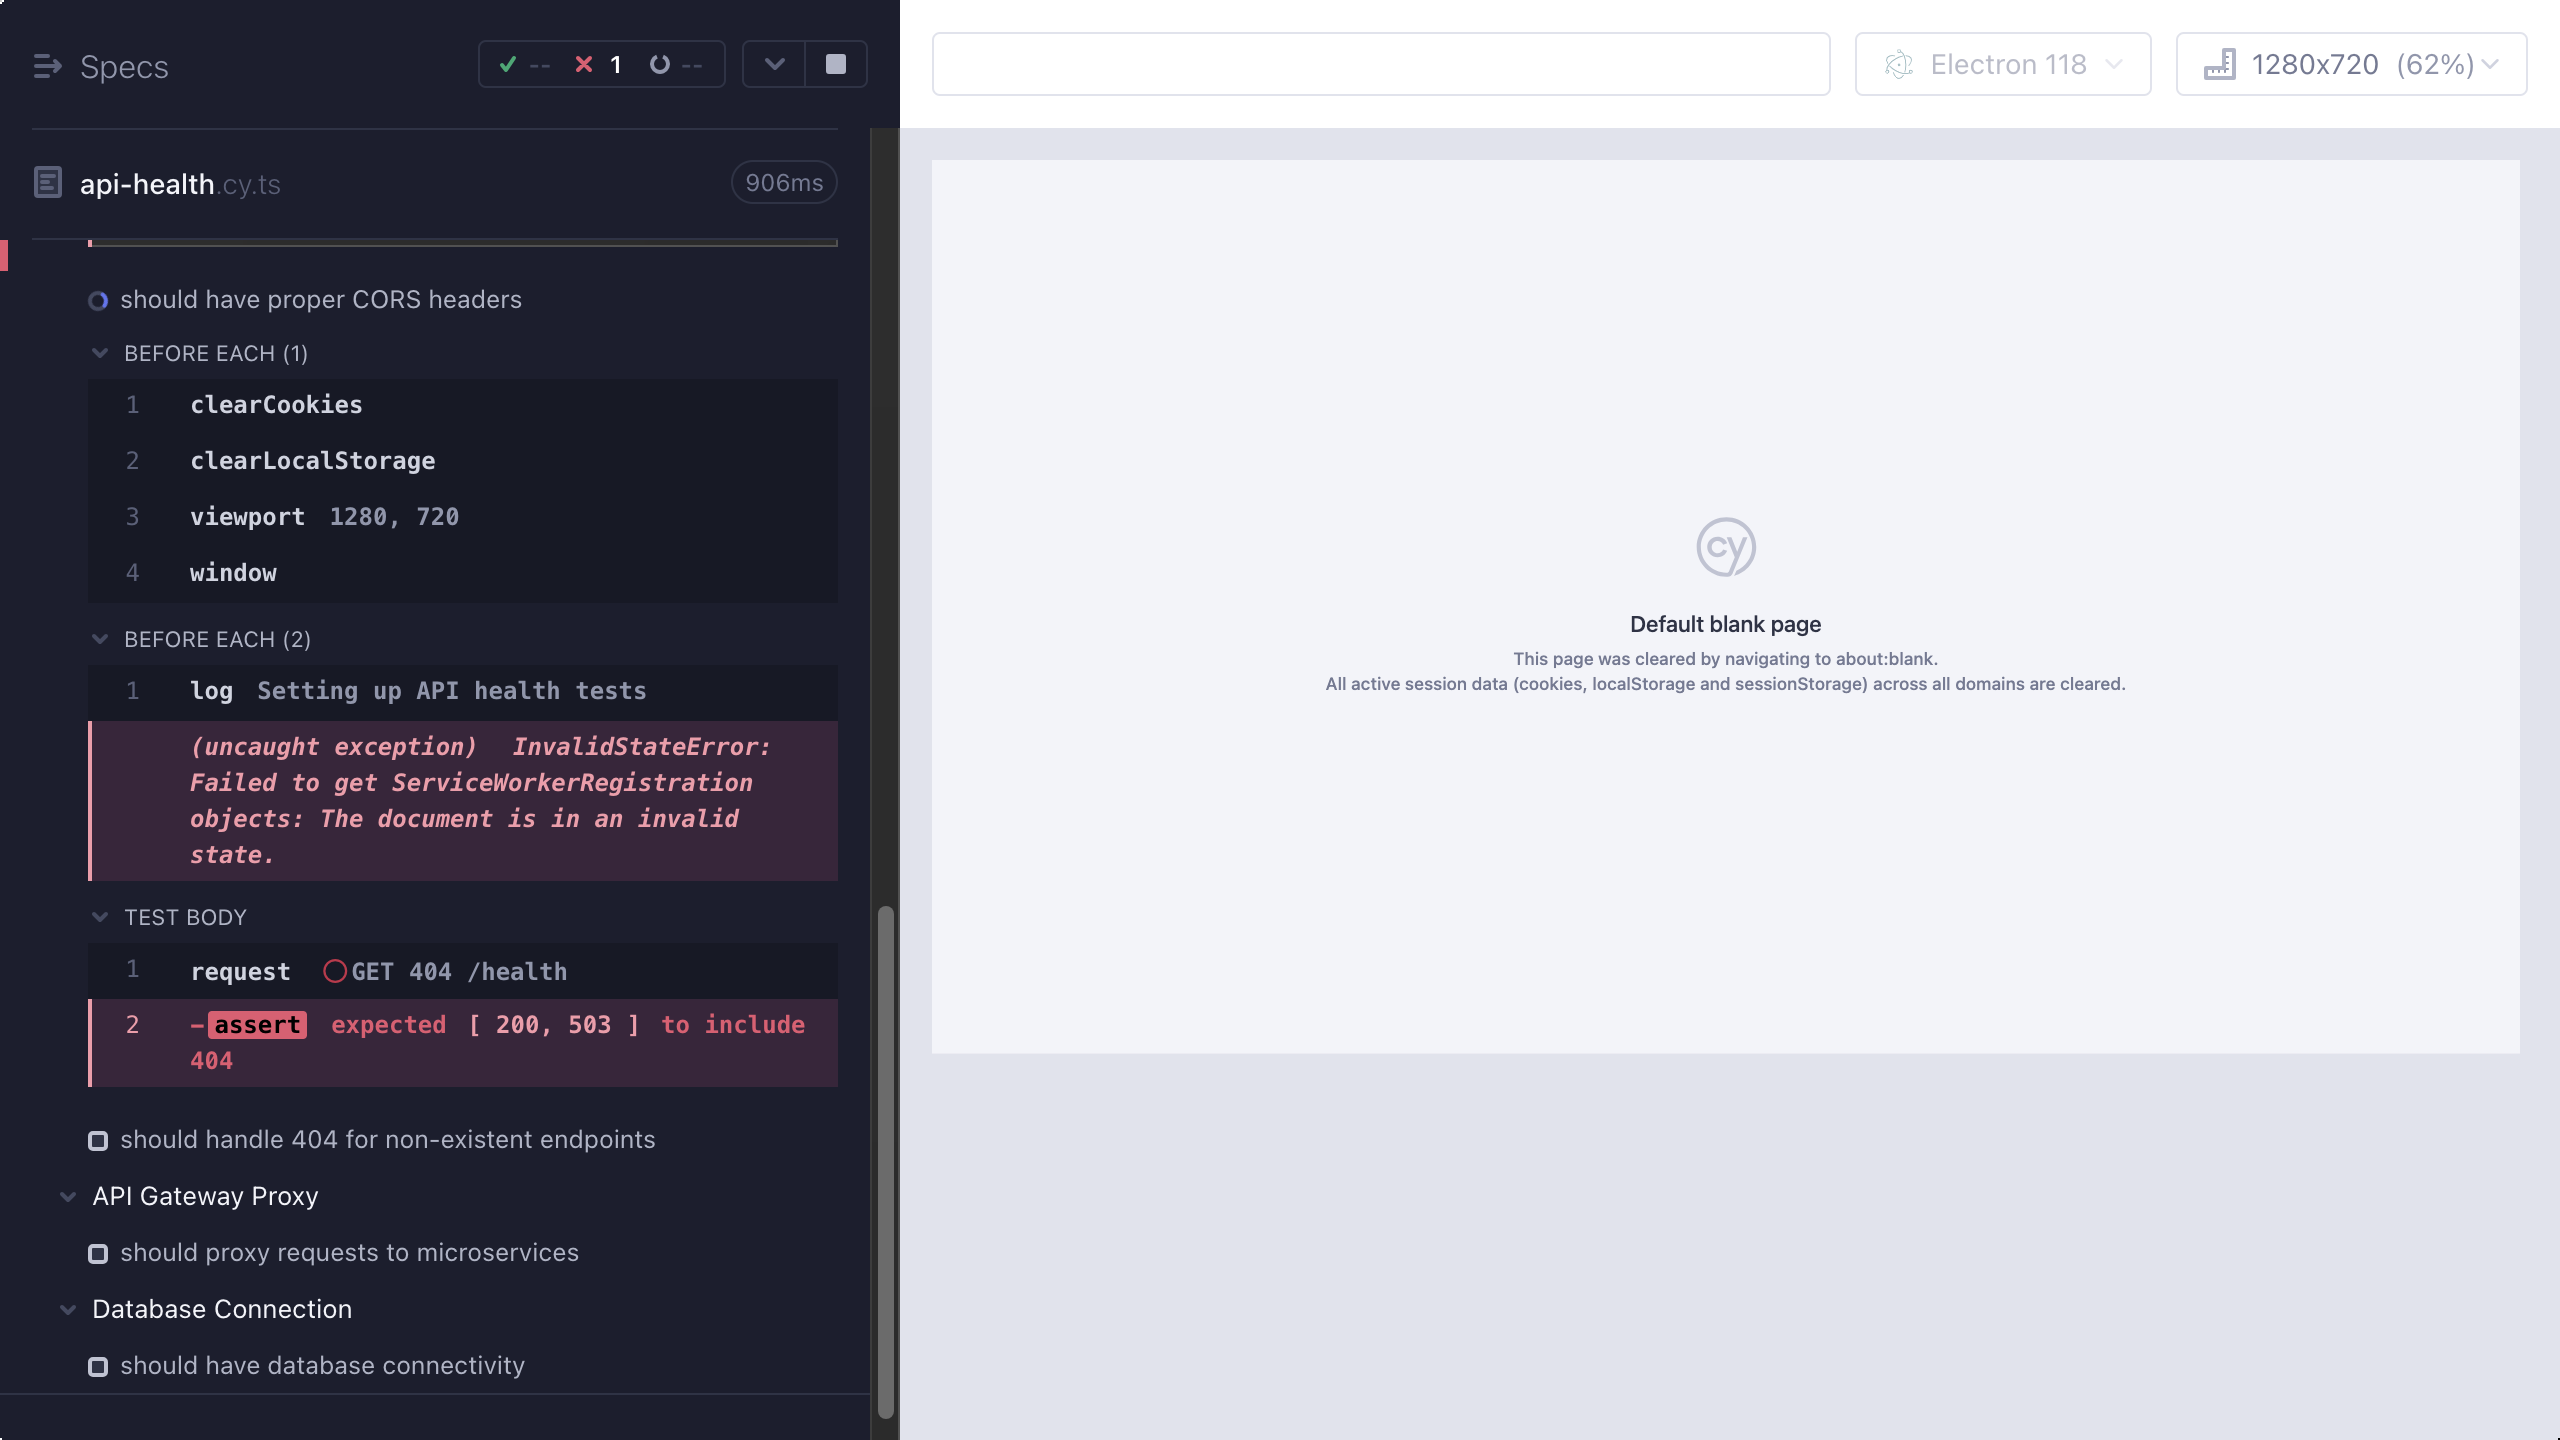 Specs
-- 1 --
api-health.cy.ts
906ms
should have proper CORS headers
BEFORE EACH (1)
1 clearCookies
2 clearLocalStorage
3 viewport 1280, 720
4 window
BEFORE EACH (2)
1 log Setting up API health tests
(uncaught exception) InvalidStateError:
Failed to get ServiceWorkerRegistration
objects: The document is in an invalid
state.
TEST BODY
1 request GET 404 /health
2 -assert expected [ 200, 503 ] to include
404
should handle 404 for non-existent endpoints
API Gateway Proxy
should proxy requests to microservices
Database Connection
should have database connectivity
Electron 118
1280x720 (62%)
cy
Default blank page
This page was cleared by navigating to about:blank.
All active session data (cookies, localStorage and sessionStorage) across all domains are cleared.